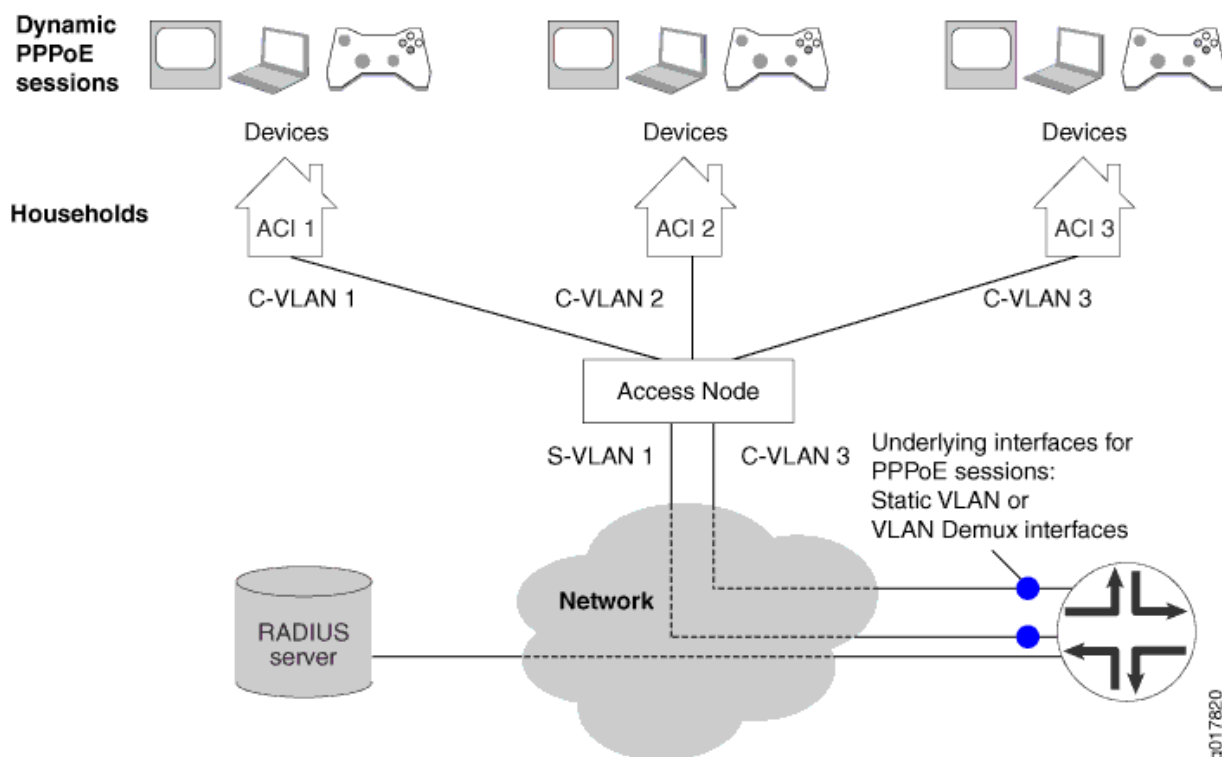 Dynamic
PPPoE
sessions
Devices
Devices
Devices
Households
ACI 1
ACI 2
ACI 3
C-VLAN 1
C-VLAN 2
C-VLAN 3
Access Node
S-VLAN 1
C-VLAN 3
Underlying interfaces for
PPPoE sessions:
Static VLAN or
VLAN Demux interfaces
Network
RADIUS
server
g017820